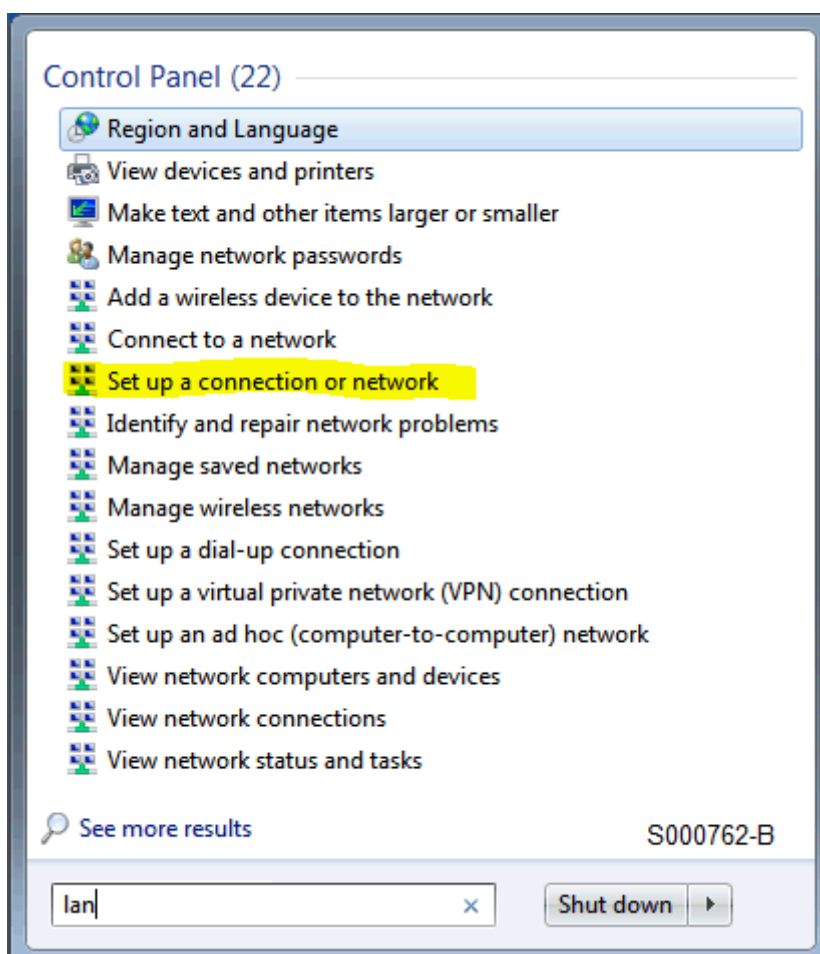 Control Panel (22)
Region and Language
View devices and printers
Make text and other items larger or smaller
Manage network passwords
Add a wireless device to the network
Connect to a network
Set up a connection or network
Identify and repair network problems
Manage saved networks
Manage wireless networks
Set up a dial-up connection
Set up a virtual private network (VPN) connection
Set up an ad hoc (computer-to-computer) network
View network computers and devices
View network connections
View network status and tasks
See more results
S000762-B
lan
Shut down